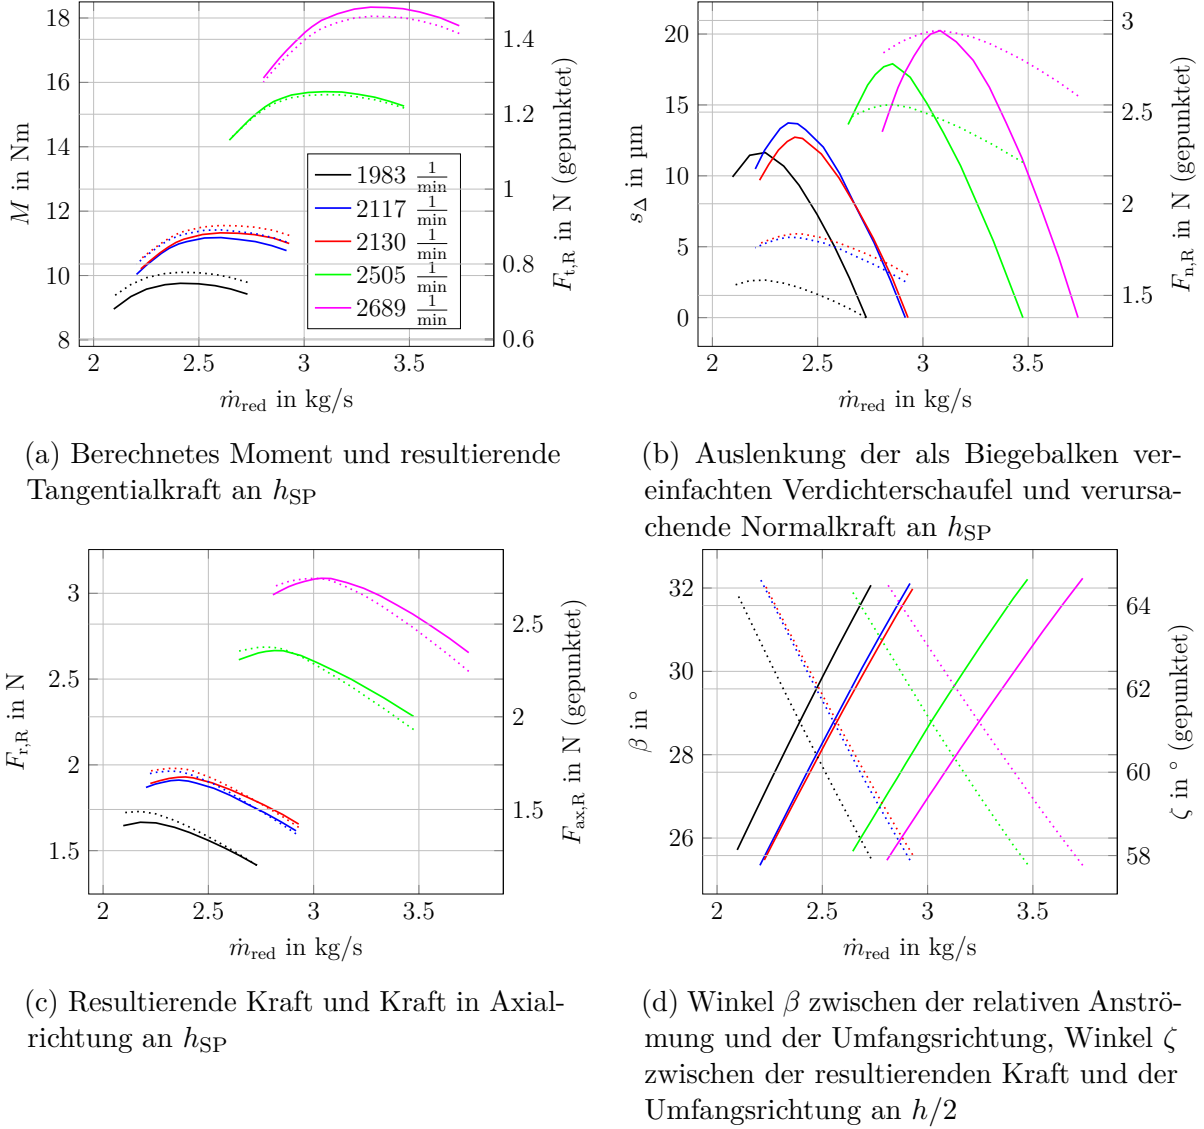 18
16
14
12
10
8
M in Nm
1.4
1.2
1
0.8
0.6
F_t,R in N (gepunktet)
1983 1/min
2117 1/min
2130 1/min
2505 1/min
2689 1/min
2 2.5 3 3.5
ṁ_red in kg/s
(a) Berechnetes Moment und resultierende
Tangentialkraft an h_SP
20
15
10
5
0
s_Δ in µm
3
2.5
2
1.5
F_n,R in N (gepunktet)
2 2.5 3 3.5
ṁ_red in kg/s
(b) Auslenkung der als Biegebalken ver-
einfachten Verdichterschaufel und verursa-
chende Normalkraft an h_SP
3
2.5
2
1.5
F_r,R in N
2.5
2
1.5
F_ax,R in N (gepunktet)
2 2.5 3 3.5
ṁ_red in kg/s
(c) Resultierende Kraft und Kraft in Axial-
richtung an h_SP
32
30
28
26
β in °
64
62
60
58
ζ in ° (gepunktet)
2 2.5 3 3.5
ṁ_red in kg/s
(d) Winkel β zwischen der relativen Anströ-
mung und der Umfangsrichtung, Winkel ζ
zwischen der resultierenden Kraft und der
Umfangsrichtung an h/2